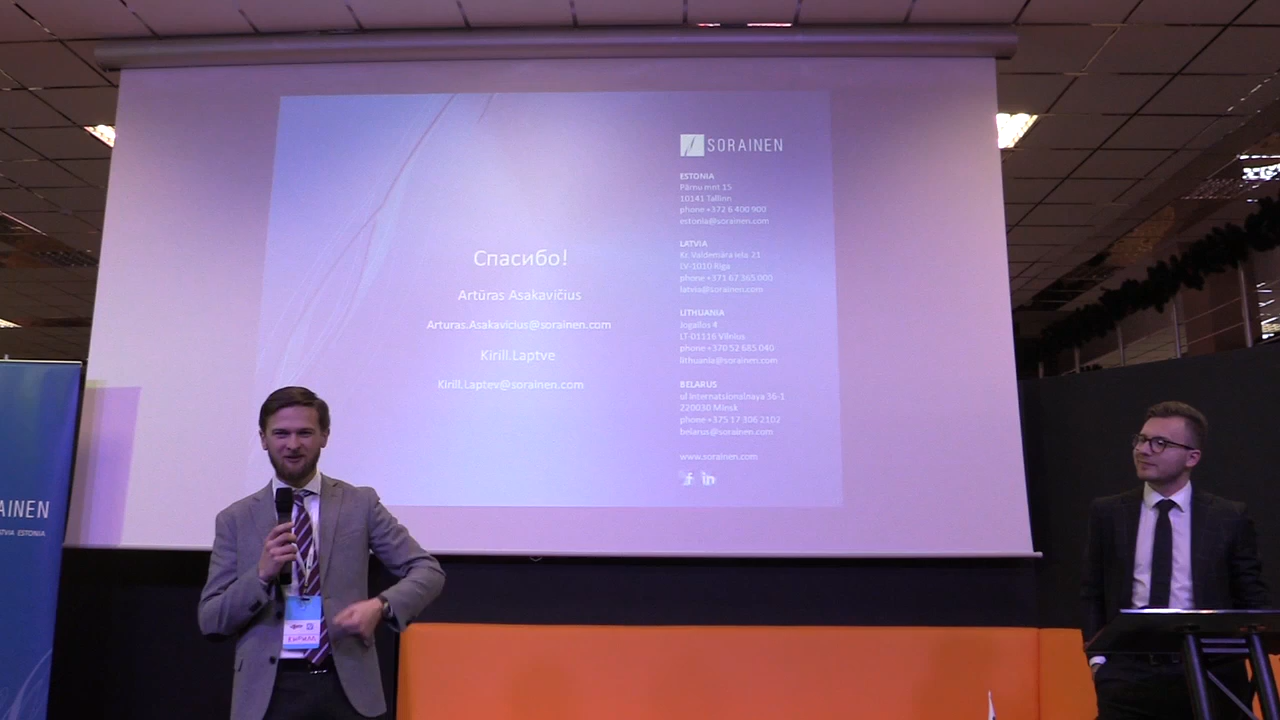 Спасибо!
Artūras Asakavičius
Arturas.Asakavicius@sorainen.com
Kirill.Laptve
Kirill.Laptev@sorainen.com
SORAINEN
ESTONIA
Pärnu mnt 15
10141 Tallinn
phone +372 6 400 900
estonia@sorainen.com
LATVIA
Kr. Valdemāra iela 21
LV-1010 Riga
phone +371 67 365 000
latvia@sorainen.com
LITHUANIA
Jogailos 4
LT-01116 Vilnius
phone +370 52 685 040
lithuania@sorainen.com
BELARUS
ul Internatsionalnaya 36-1
220030 Minsk
phone +375 17 306 2102
belarus@sorainen.com
www.sorainen.com
f in
AINEN
TVIA ESTONIA
КИРИЛЛ